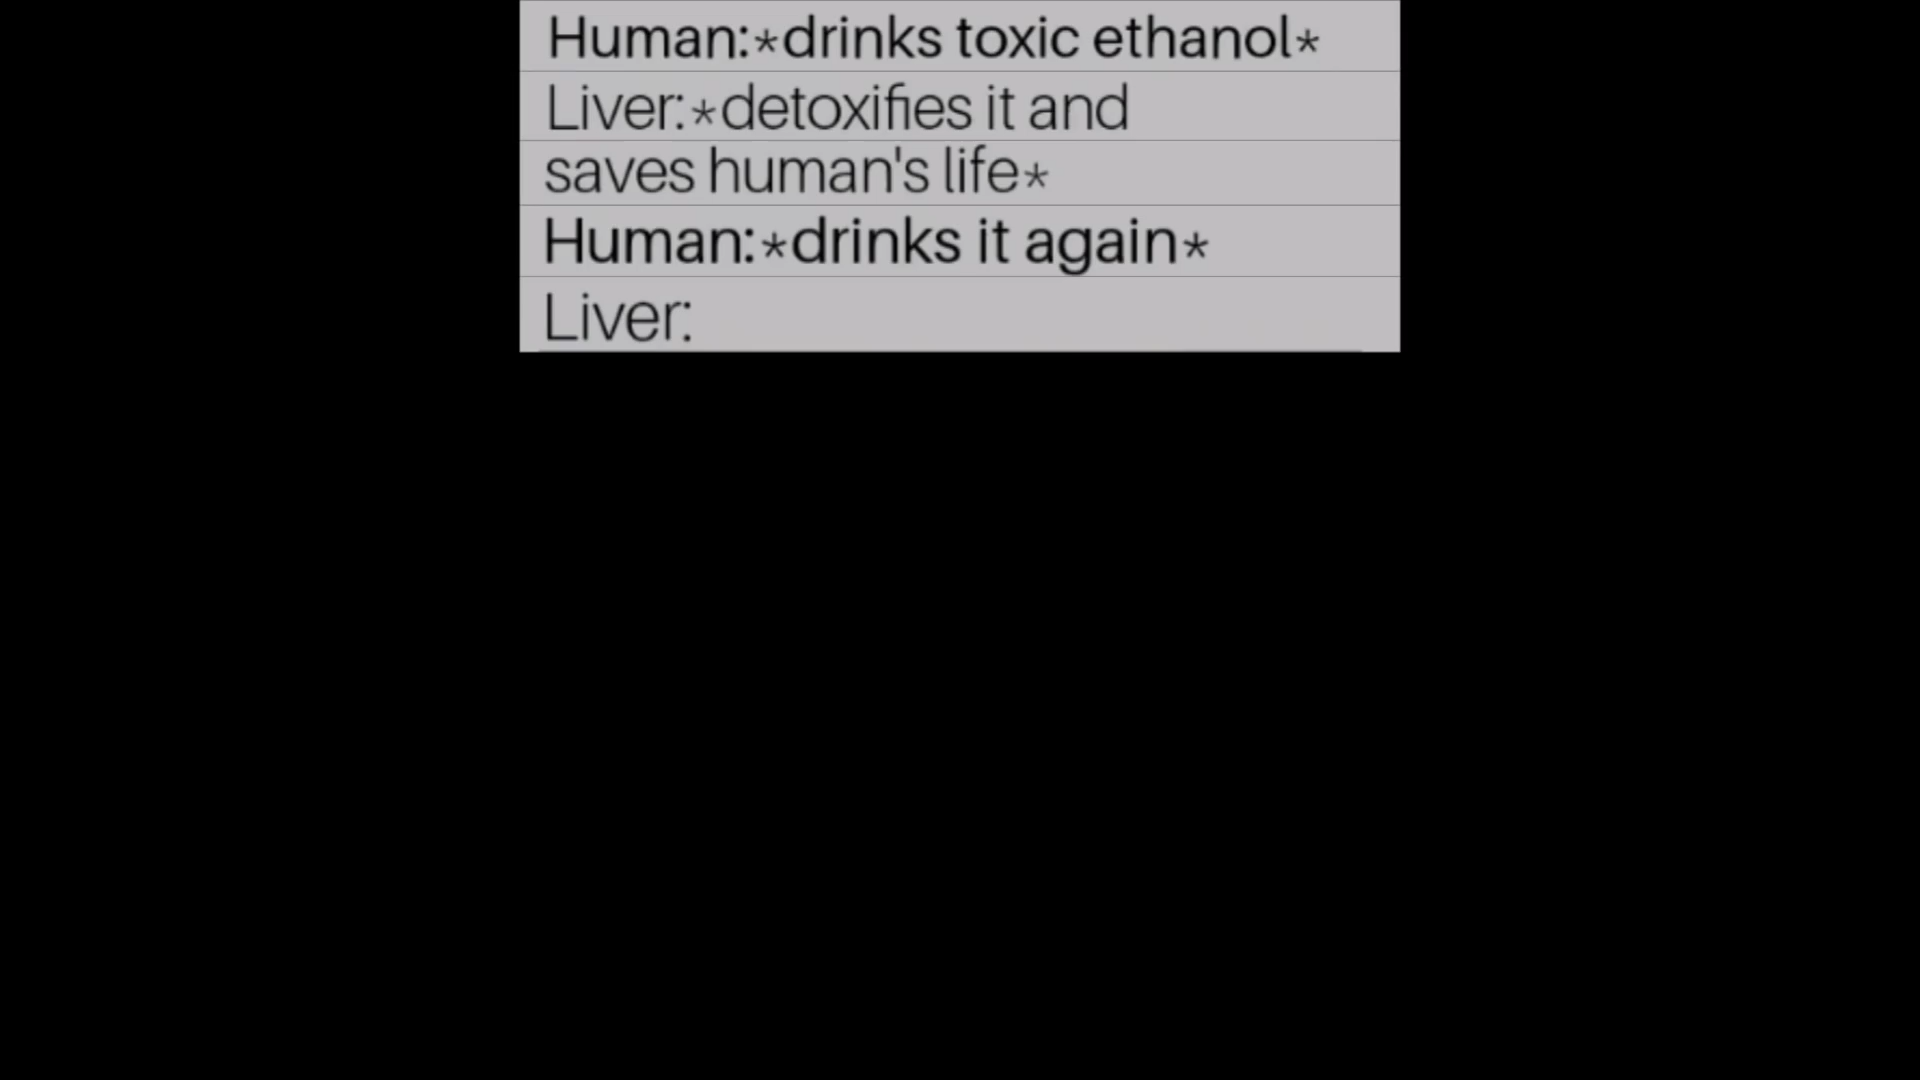 Human:*drinks toxic ethanol*
Liver:*detoxifies it and
saves human's life*
Human:*drinks it again*
Liver: